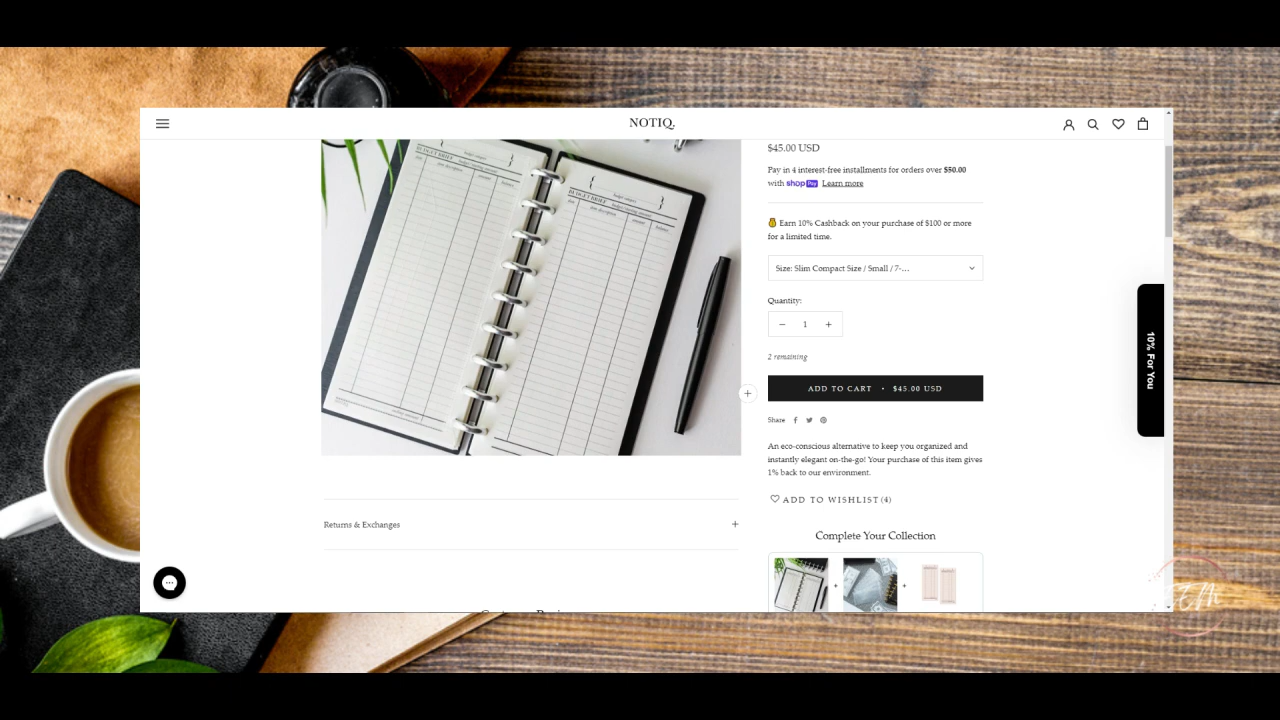 NOTIQ.
$45.00 USD
Pay in 4 interest-free installments for orders over $50.00
with shop Pay Learn more
Earn 10% Cashback on your purchase of $100 or more
for a limited time.
Size: Slim Compact Size / Small / 7-...
Quantity:
− 1 +
2 remaining
ADD TO CART • $45.00 USD
Share
An eco-conscious alternative to keep you organized and
instantly elegant on-the-go! Your purchase of this item gives
1% back to our environment.
ADD TO WISHLIST (4)
Complete Your Collection
10% For You
BUDGET BRIEF
BUDGET BRIEF
Returns & Exchanges